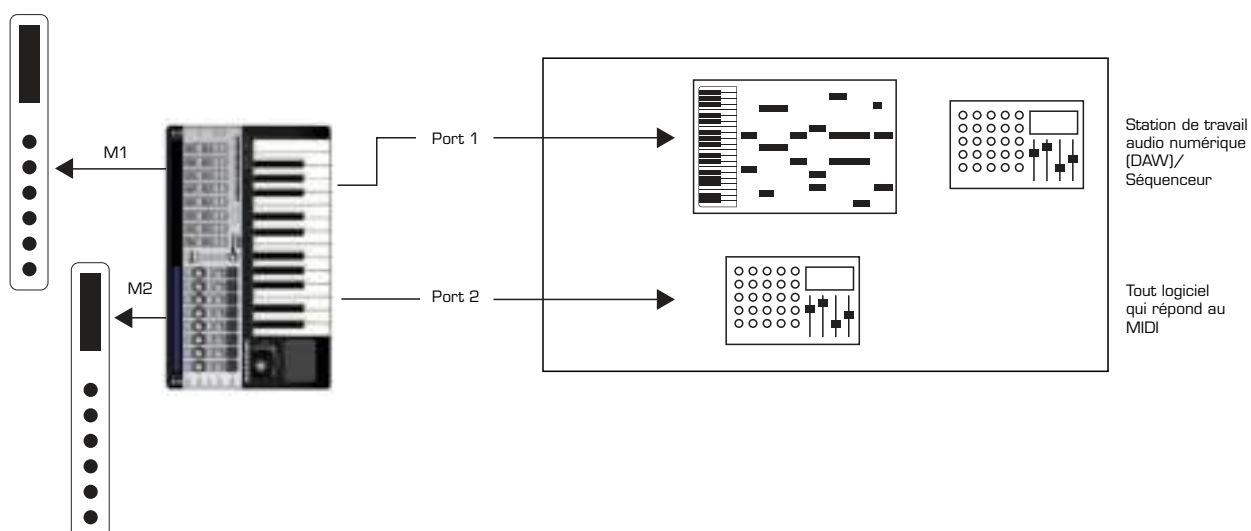 M1
M2
Port 1
Port 2
Station de travail
audio numérique
(DAW)/
Séquenceur
Tout logiciel
qui répond au
MIDI